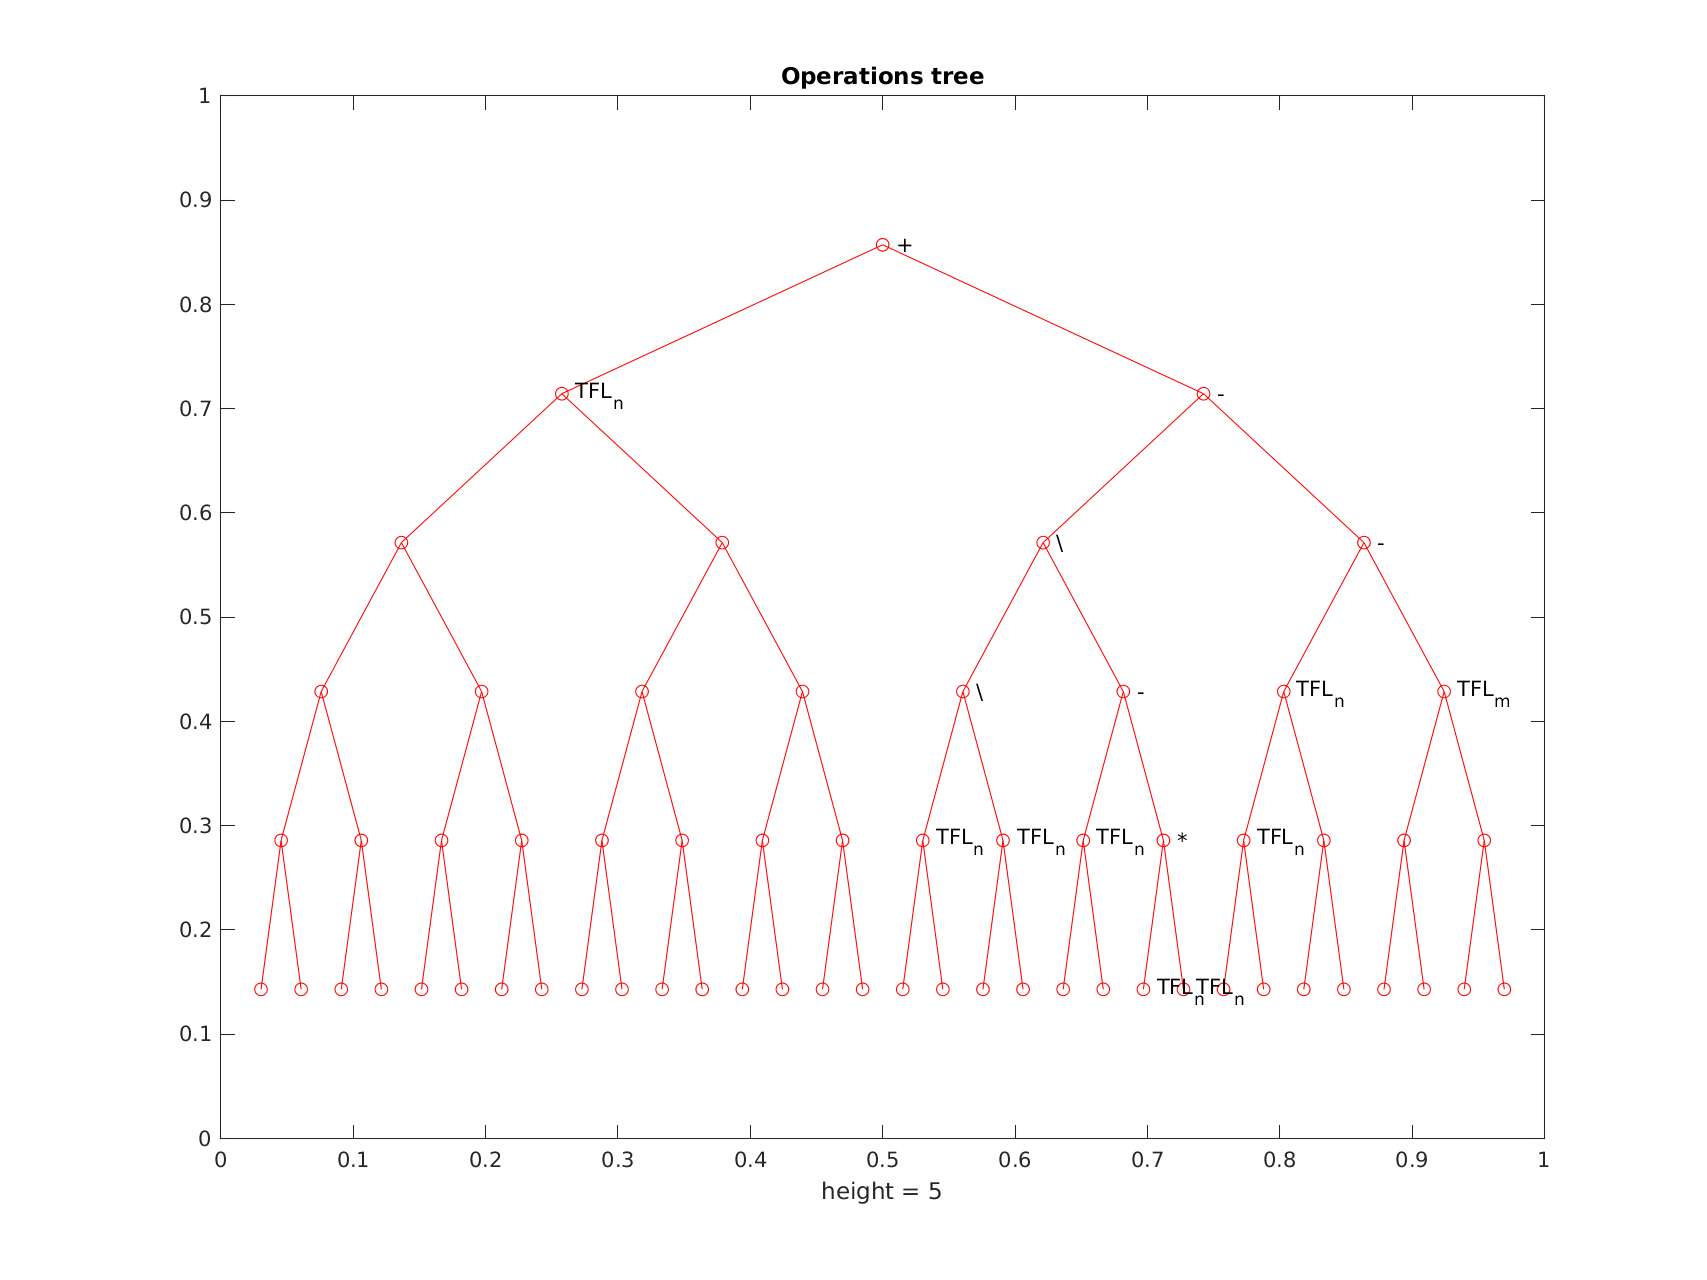 Operations tree
1
0.9
+
0.8
TFLn -
0.7
0.6
\ -
0.5
\ - TFLn TFLm
0.4
0.3
TFLn TFLn TFLn * TFLn
0.2
TFLn TFLn
0.1
0
0 0.1 0.2 0.3 0.4 0.5 0.6 0.7 0.8 0.9 1
height = 5